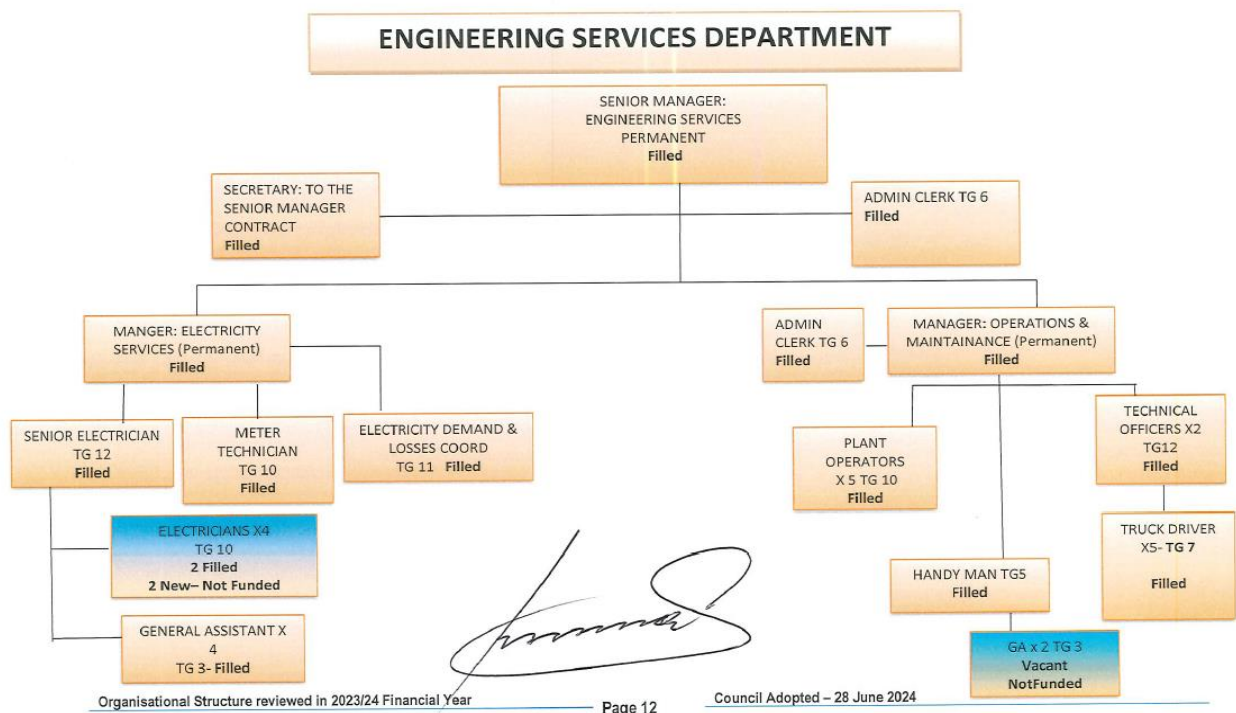 ENGINEERING SERVICES DEPARTMENT
SENIOR MANAGER:
ENGINEERING SERVICES
PERMANENT
Filled
SECRETARY: TO THE
SENIOR MANAGER
CONTRACT
Filled
ADMIN CLERK TG 6
Filled
MANGER: ELECTRICITY
SERVICES (Permanent)
Filled
ADMIN
CLERK TG 6
Filled
MANAGER: OPERATIONS &
MAINTAINANCE (Permanent)
Filled
SENIOR ELECTRICIAN
TG 12
Filled
METER
TECHNICIAN
TG 10
Filled
ELECTRICITY DEMAND &
LOSSES COORD
TG 11 Filled
PLANT
OPERATORS
X 5 TG 10
Filled
TECHNICAL
OFFICERS X2
TG12
Filled
ELECTRICIANS X4
TG 10
2 Filled
2 New– Not Funded
TRUCK DRIVER
X5- TG 7
Filled
HANDY MAN TG5
Filled
GENERAL ASSISTANT X
4
TG 3- Filled
GA x 2 TG 3
Vacant
NotFunded
Organisational Structure reviewed in 2023/24 Financial Year
Page 12
Council Adopted – 28 June 2024